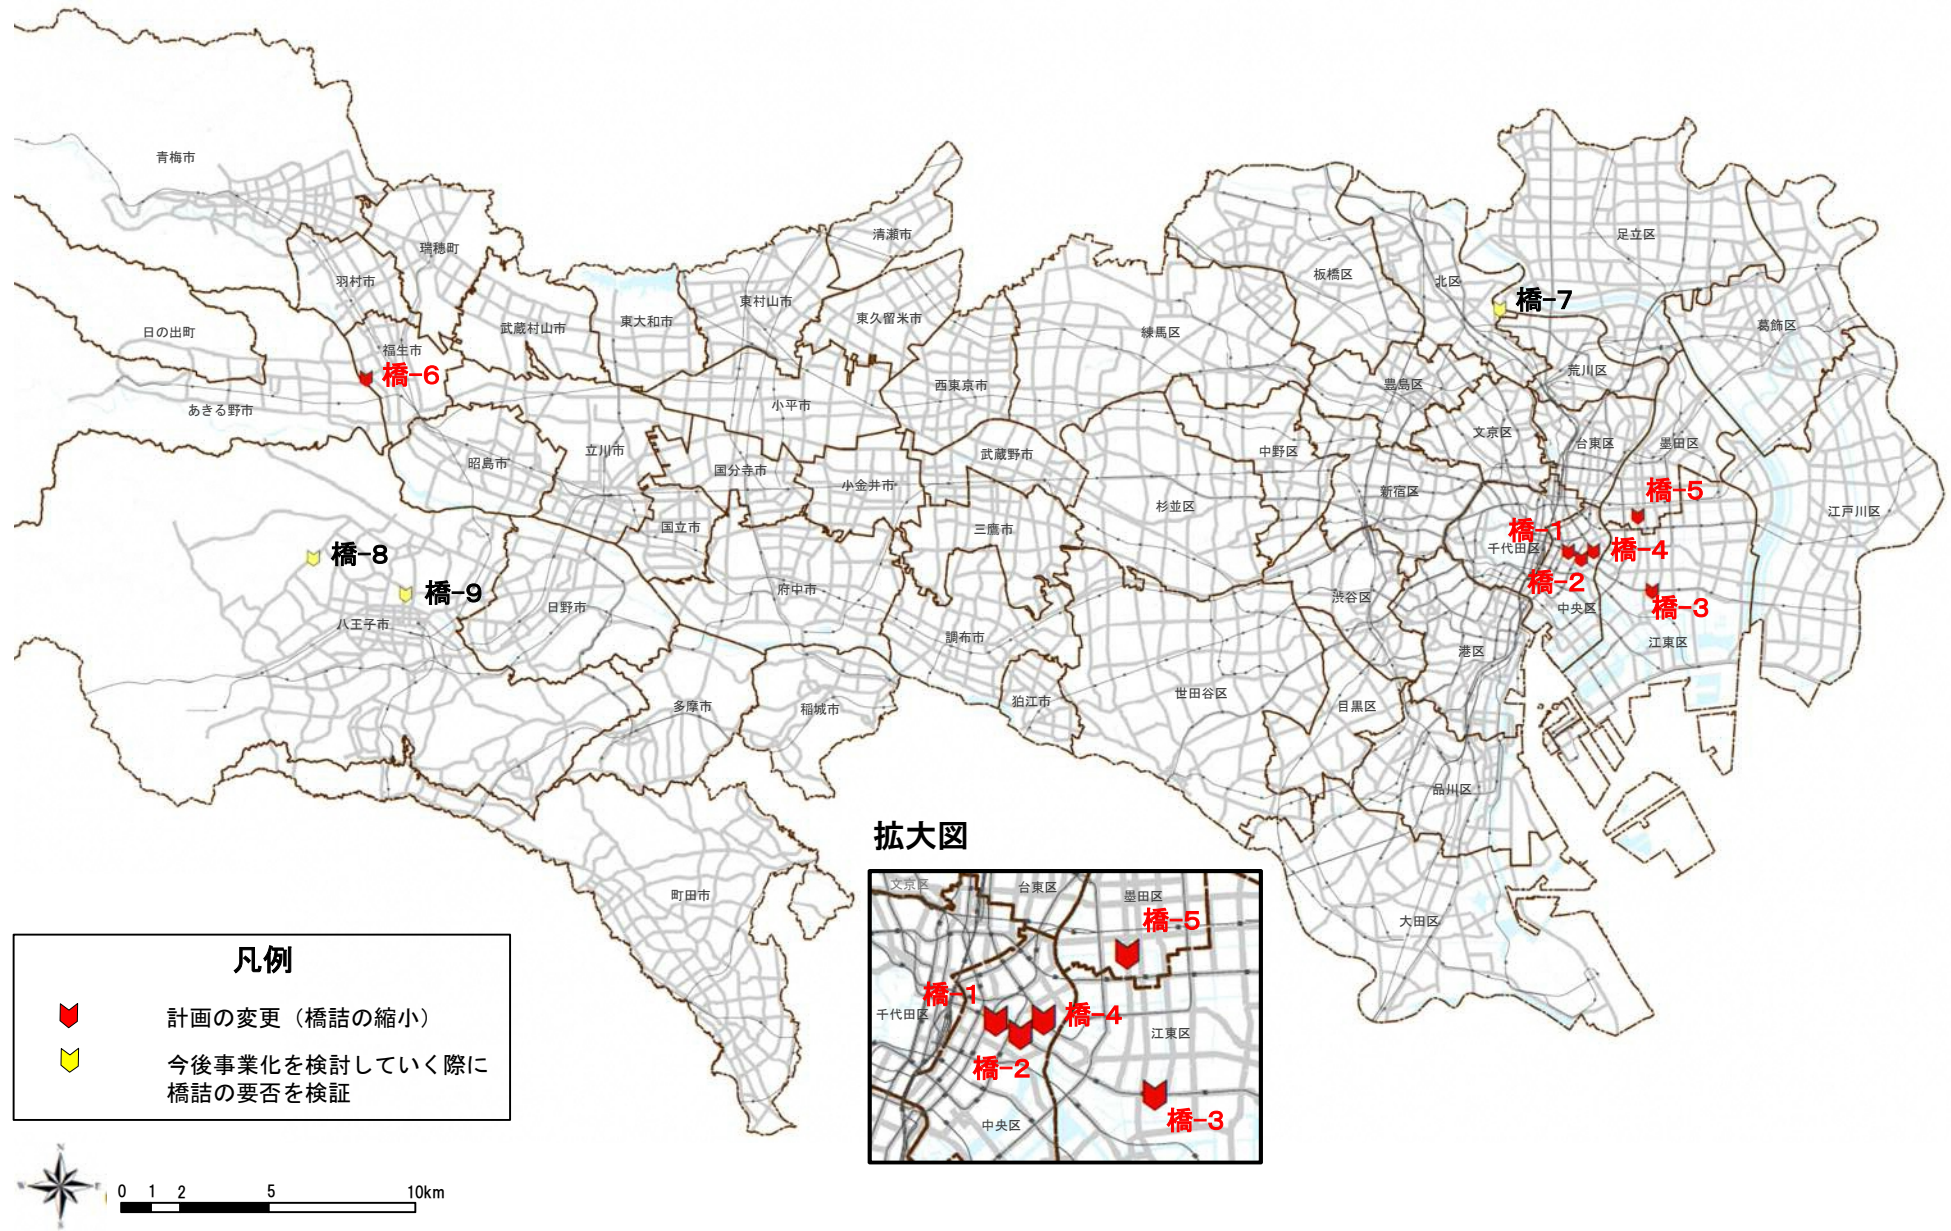 青梅市
瑞穂町
羽村市
日の出町
福生市
橋-6
あきる野市
武蔵村山市
東大和市
東村山市
清瀬市
東久留米市
西東京市
小平市
昭島市
立川市
国分寺市
小金井市
武蔵野市
国立市
三鷹市
橋-8
橋-9
八王子市
日野市
府中市
調布市
多摩市
稲城市
狛江市
町田市
練馬区
板橋区
北区
足立区
橋-7
葛飾区
荒川区
豊島区
文京区
台東区
墨田区
中野区
新宿区
杉並区
橋-5
江戸川区
橋-1
千代田区
橋-4
橋-2
中央区
橋-3
江東区
渋谷区
港区
世田谷区
目黒区
品川区
大田区
拡大図
文京区
台東区
墨田区
橋-5
橋-1
千代田区
橋-4
江東区
橋-2
橋-3
中央区
凡例
計画の変更（橋詰の縮小）
今後事業化を検討していく際に
橋詰の要否を検証
N
W
E
S
0 1 2 5 10km